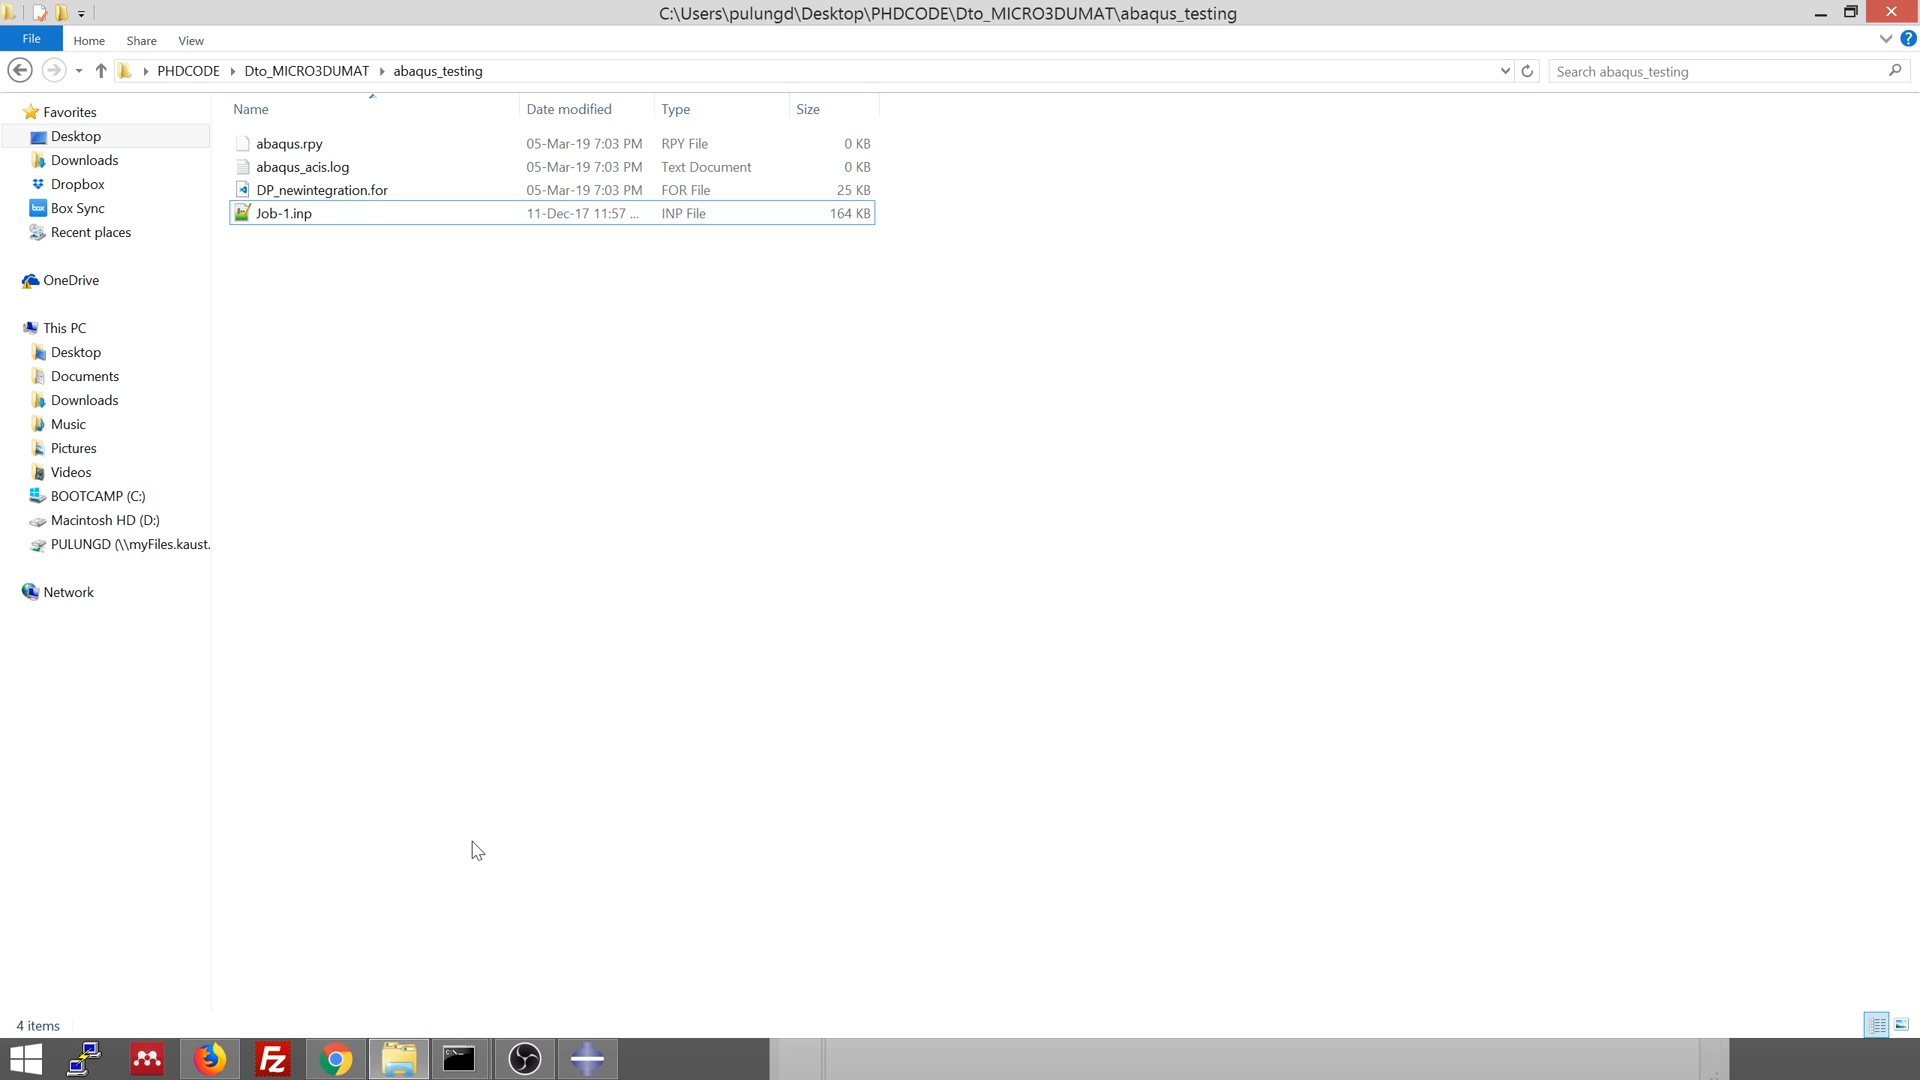 C:\Users\pulungd\Desktop\PHDCODE\Dto_MICRO3DUMAT\abaqus_testing
File Home Share View
PHDCODE Dto_MICRO3DUMAT abaqus_testing Search abaqus_testing
Name Date modified Type Size
abaqus.rpy 05-Mar-19 7:03 PM RPY File 0 KB
abaqus_acis.log 05-Mar-19 7:03 PM Text Document 0 KB
DP_newintegration.for 05-Mar-19 7:03 PM FOR File 25 KB
Job-1.inp 11-Dec-17 11:57 ... INP File 164 KB
Favorites
Desktop
Downloads
Dropbox
box Box Sync
Recent places
OneDrive
This PC
Desktop
Documents
Downloads
Music
Pictures
Videos
BOOTCAMP (C:)
Macintosh HD (D:)
PULUNGD (\\myFiles.kaust.
Network
4 items
FZ
C:\